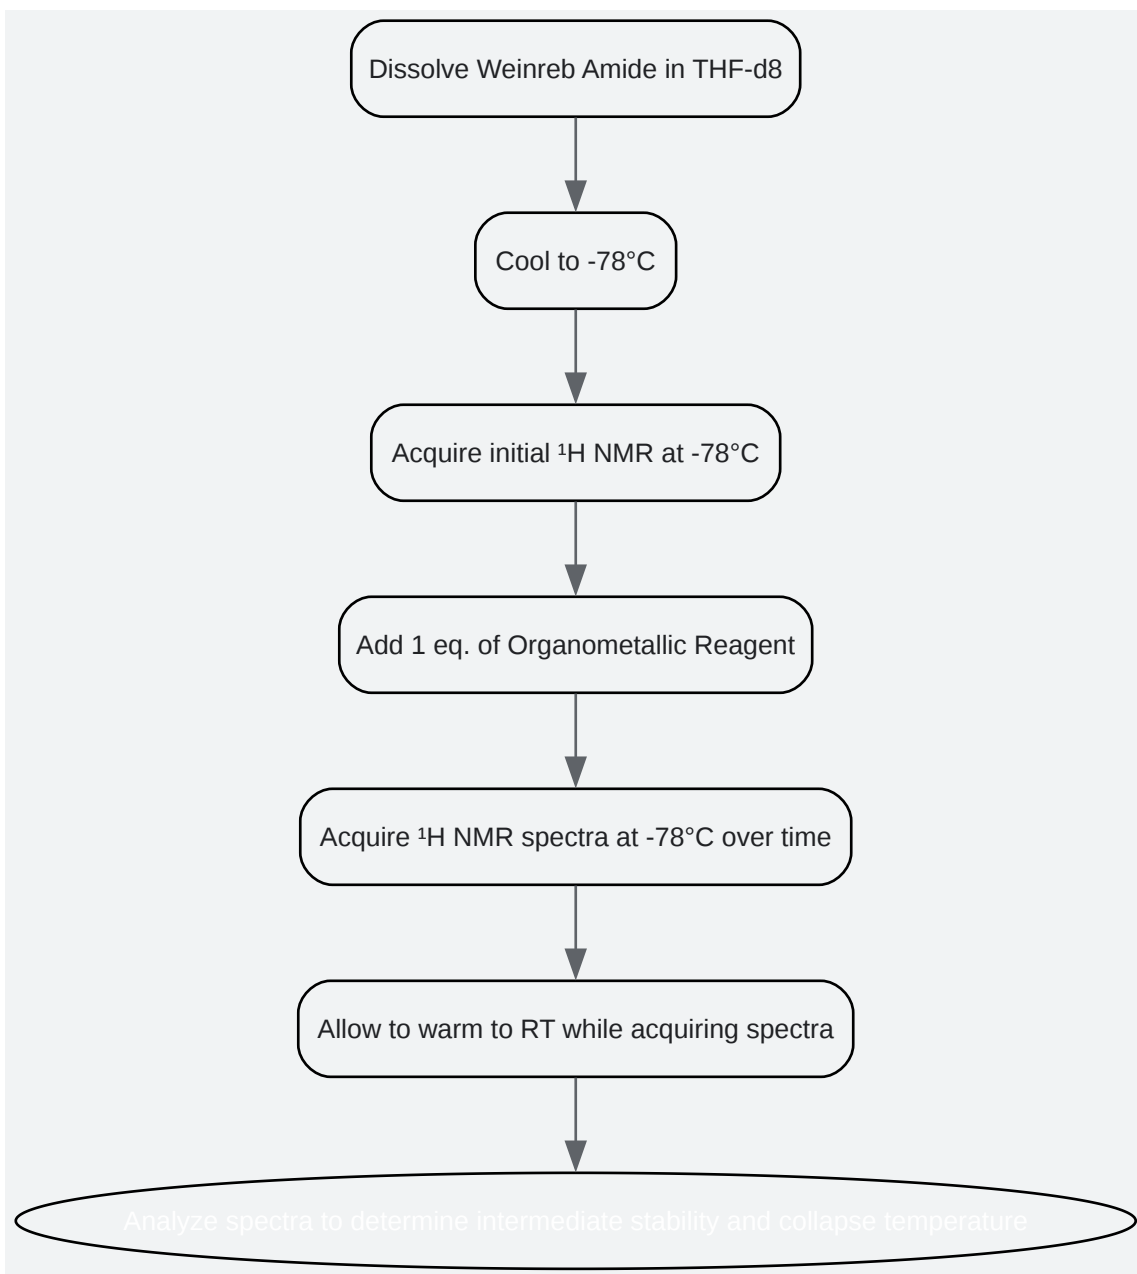 Dissolve Weinreb Amide in THF-d8
Cool to -78°C
Acquire initial ¹H NMR at -78°C
Add 1 eq. of Organometallic Reagent
Acquire ¹H NMR spectra at -78°C over time
Allow to warm to RT while acquiring spectra
Analyze spectra to determine intermediate stability and collapse temperature